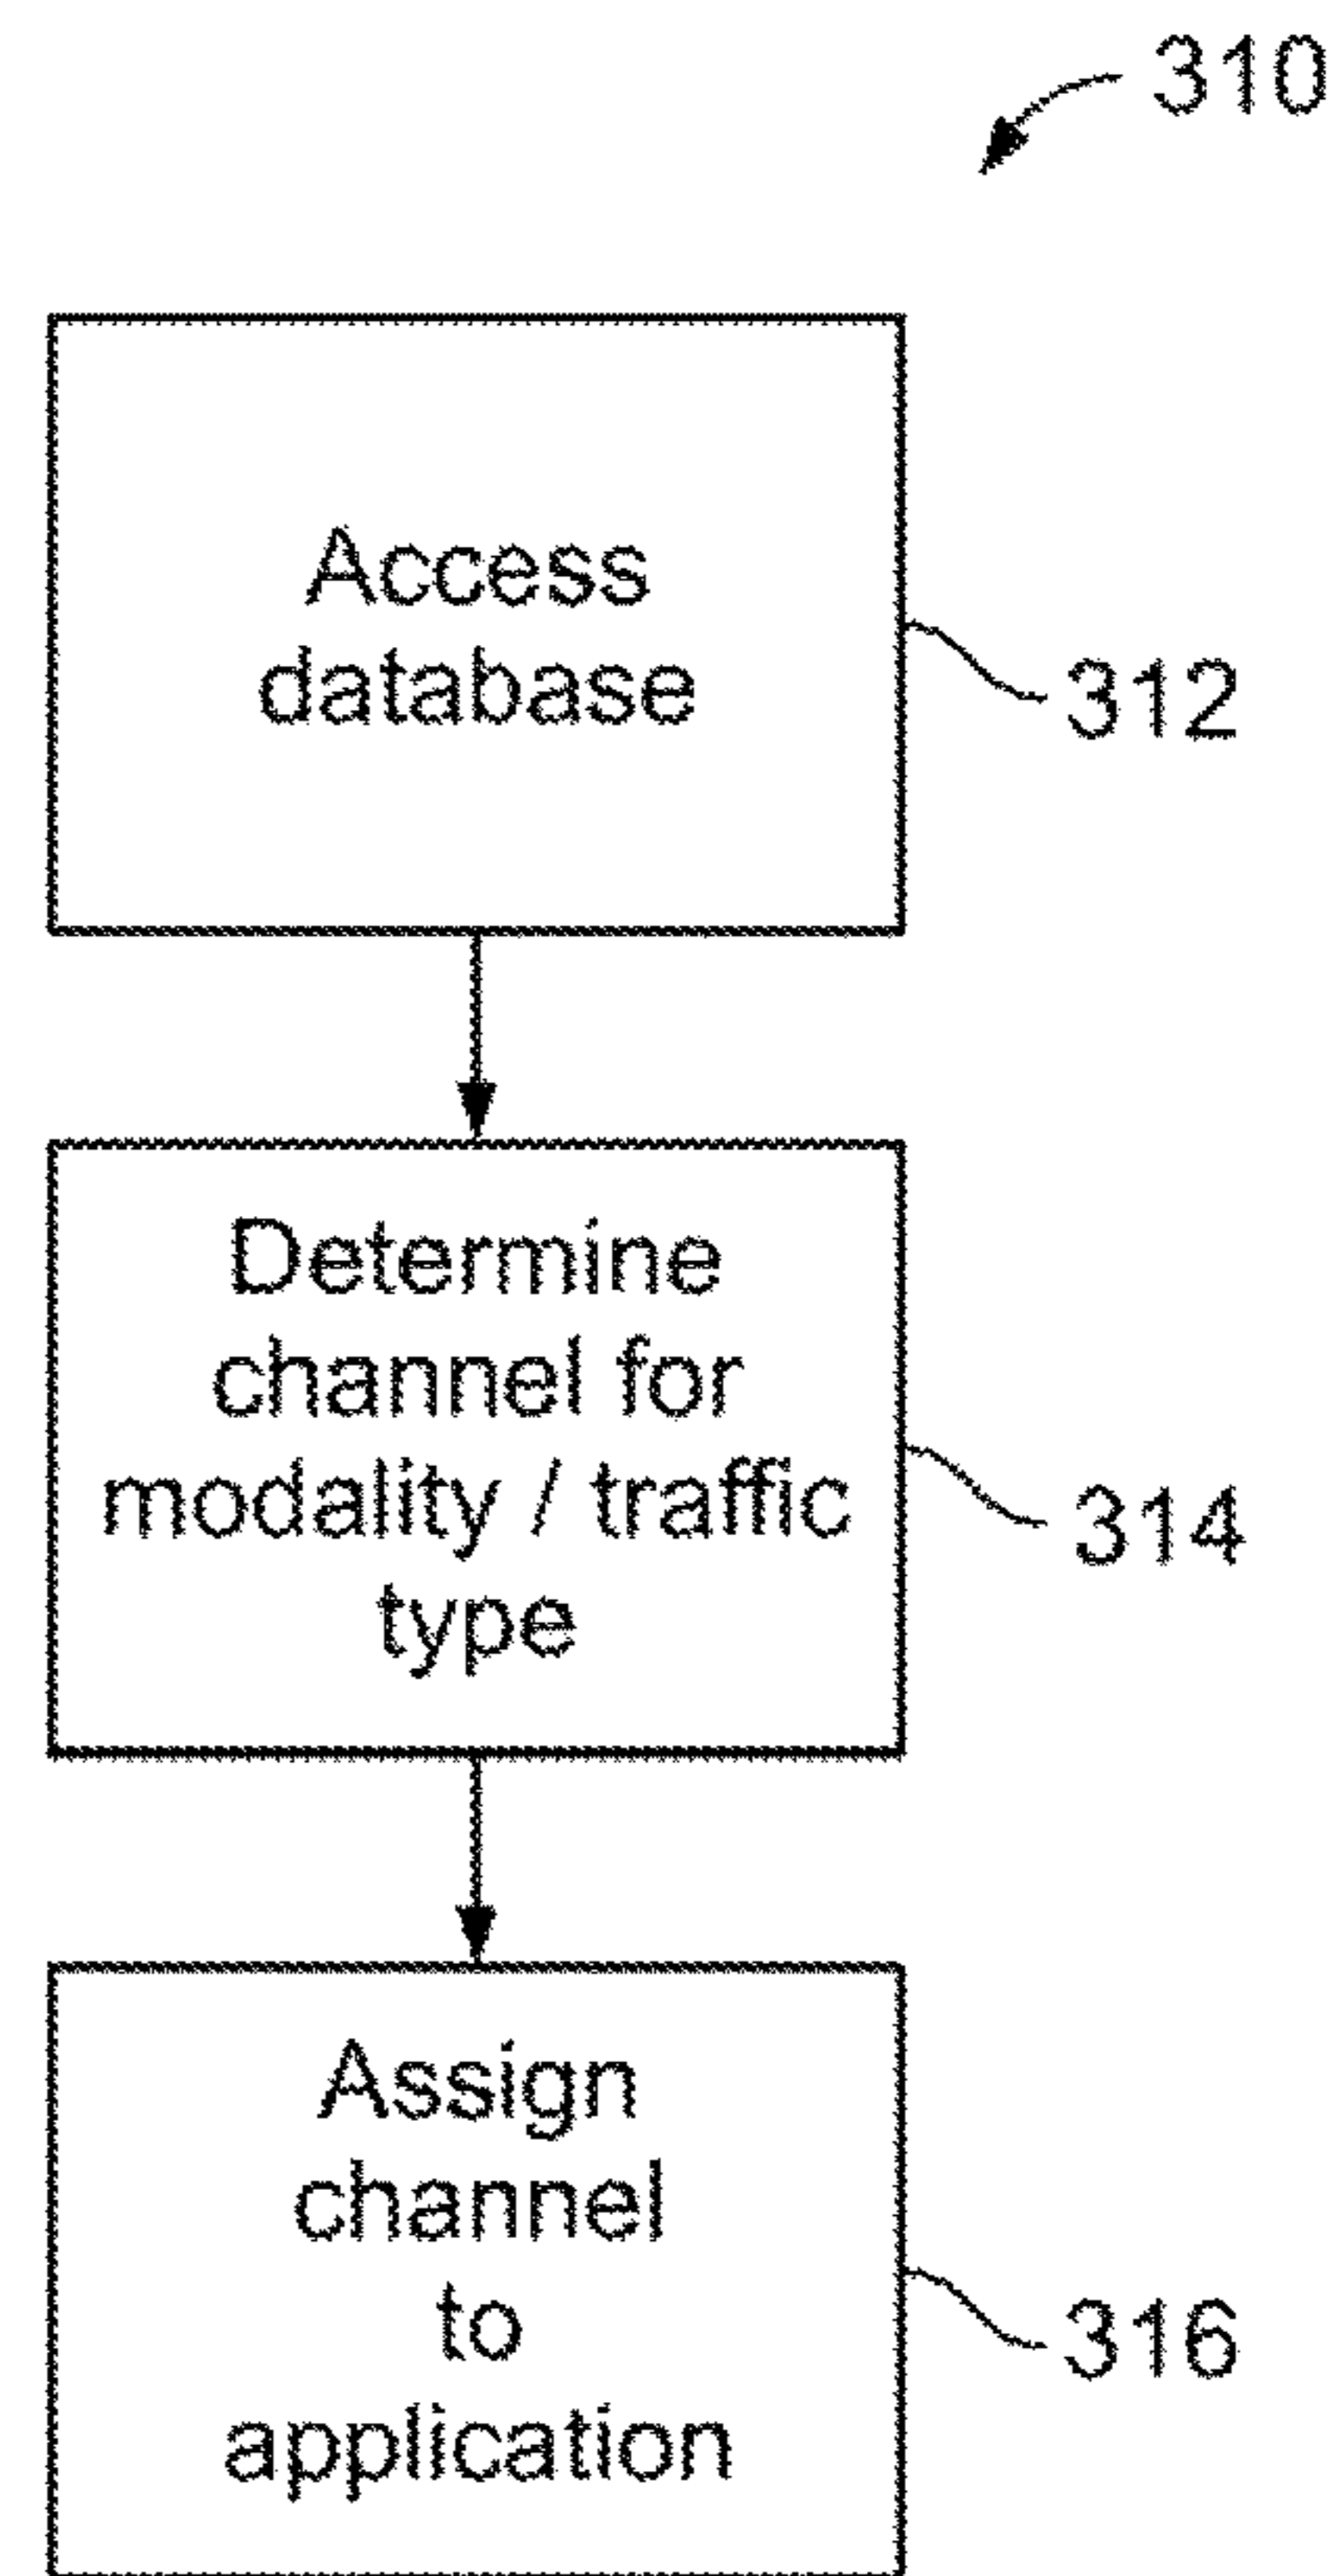 310
Access
database
312
Determine
channel for
modality / traffic
type
314
Assign
channel
to
application
316